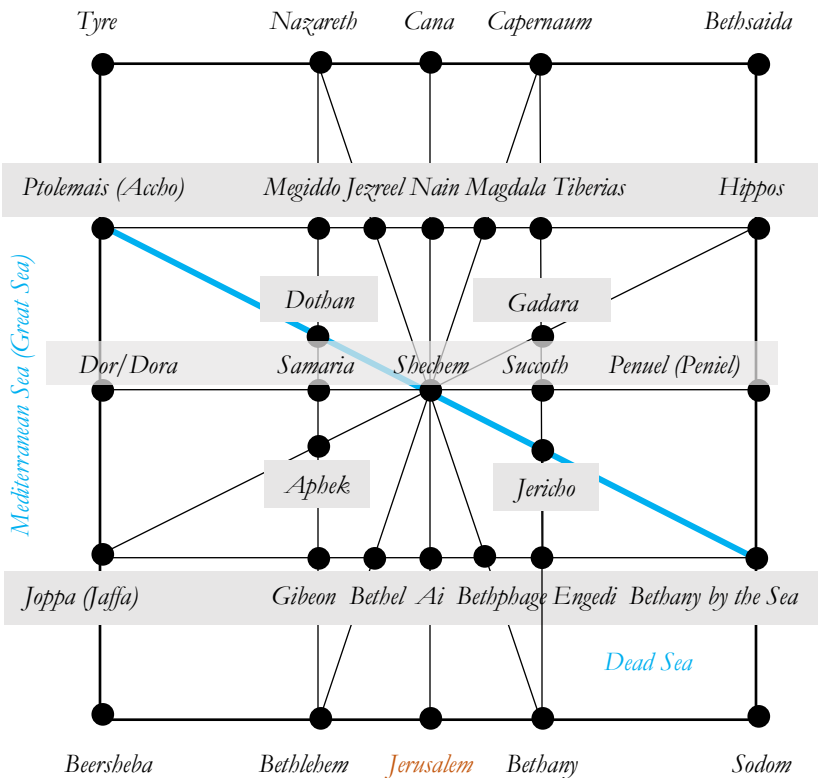 Tyre Nazareth Cana Capernaum Bethsaida
Ptolemais (Accho) Megiddo Jezreel Nain Magdala Tiberias Hippos
Mediterranean Sea (Great Sea)
Dothan Gadara
Dor/Dora Samaria Shechem Succoth Penuel (Peniel)
Aphek Jericho
Joppa (Jaffa) Gibeon Bethel Ai Bethphage Engedi Bethany by the Sea
Dead Sea
Beersheba Bethlehem Jerusalem Bethany Sodom